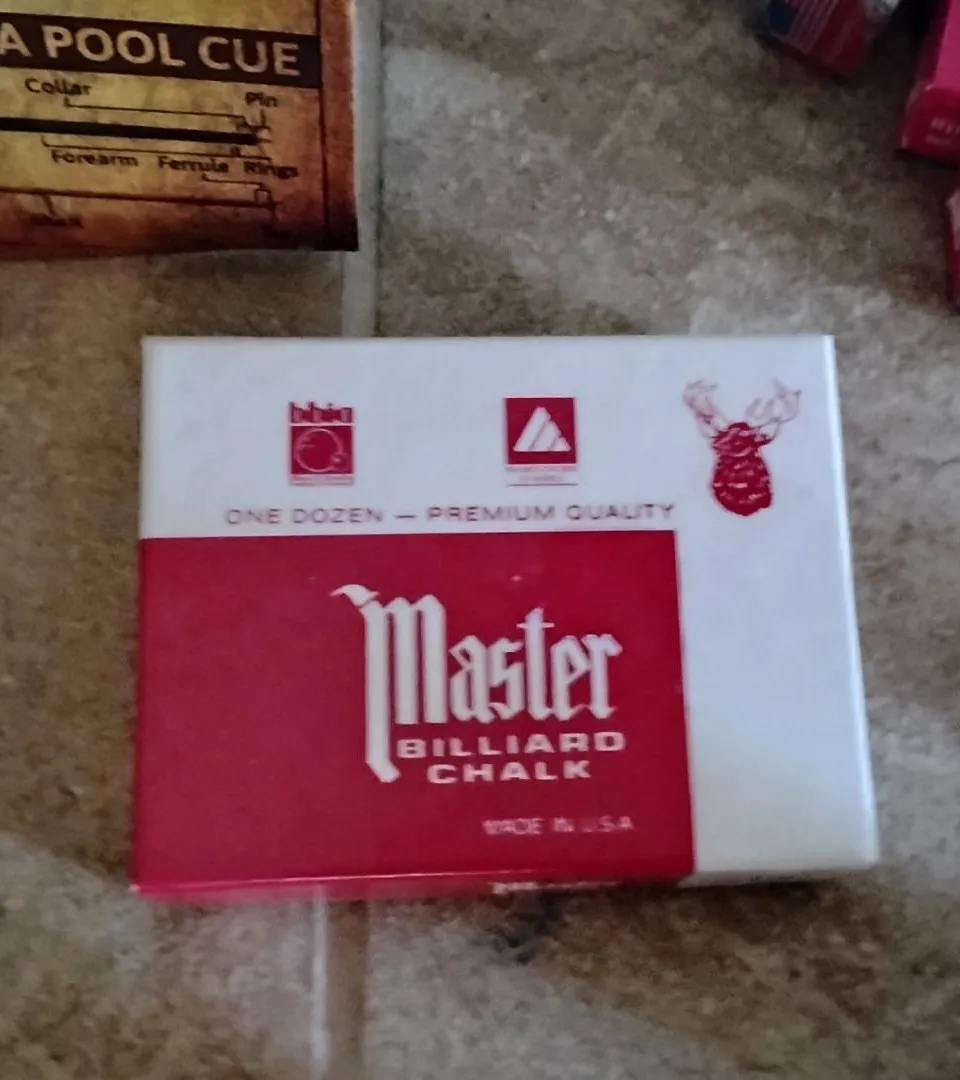 A POOL CUE
Collar
Pin
Forearm Ferrule Rings
ONE DOZEN — PREMIUM QUALITY
Master
BILLIARD
CHALK
MADE IN U.S.A